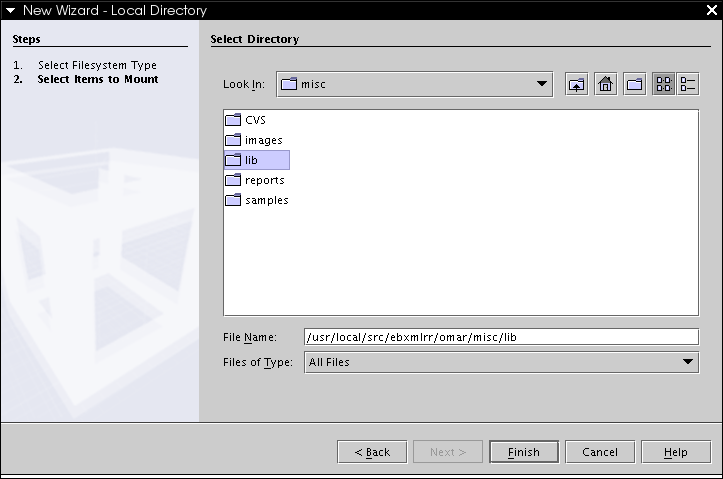 New Wizard - Local Directory
Steps
1. Select Filesystem Type
2. Select Items to Mount
Select Directory
Look In: misc
CVS
images
lib
reports
samples
File Name: /usr/local/src/ebxmlrr/omar/misc/lib
Files of Type: All Files
< Back Next > Finish Cancel Help